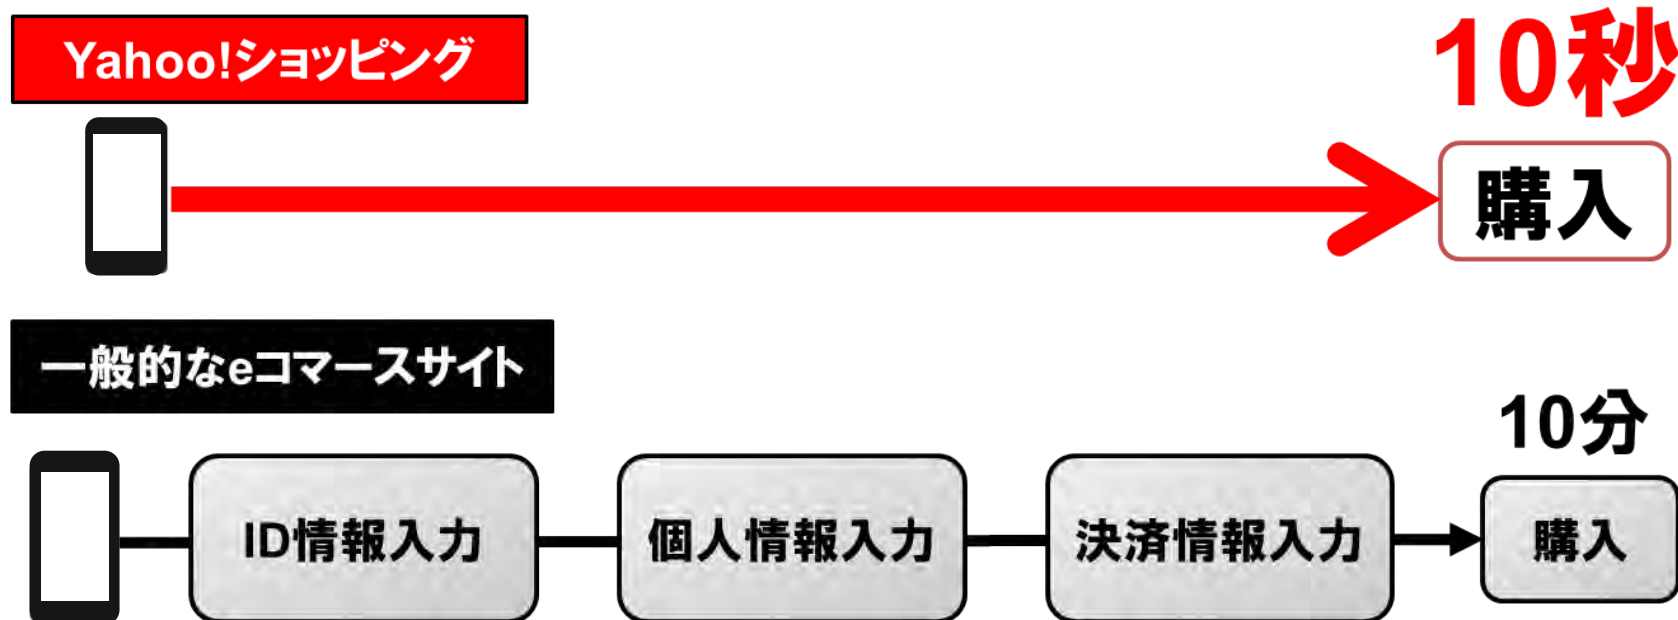 Yahoo!ショッピング
10秒
購入
一般的なeコマースサイト
10分
ID情報入力
個人情報入力
決済情報入力
購入